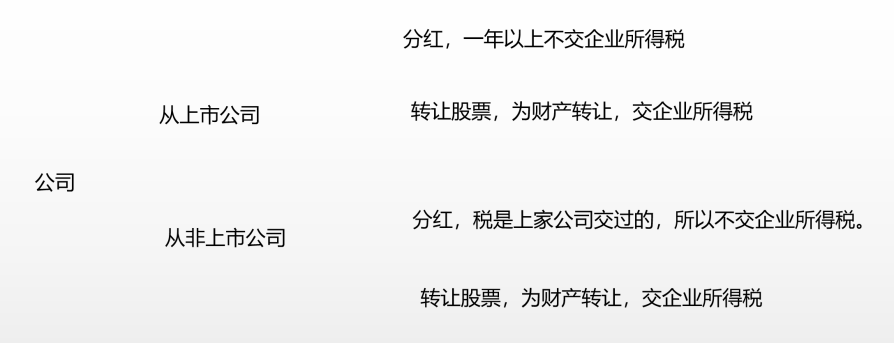 分红，一年以上不交企业所得税
从上市公司
转让股票，为财产转让，交企业所得税
公司
从非上市公司
分红，税是上家公司交过的，所以不交企业所得税。
转让股票，为财产转让，交企业所得税